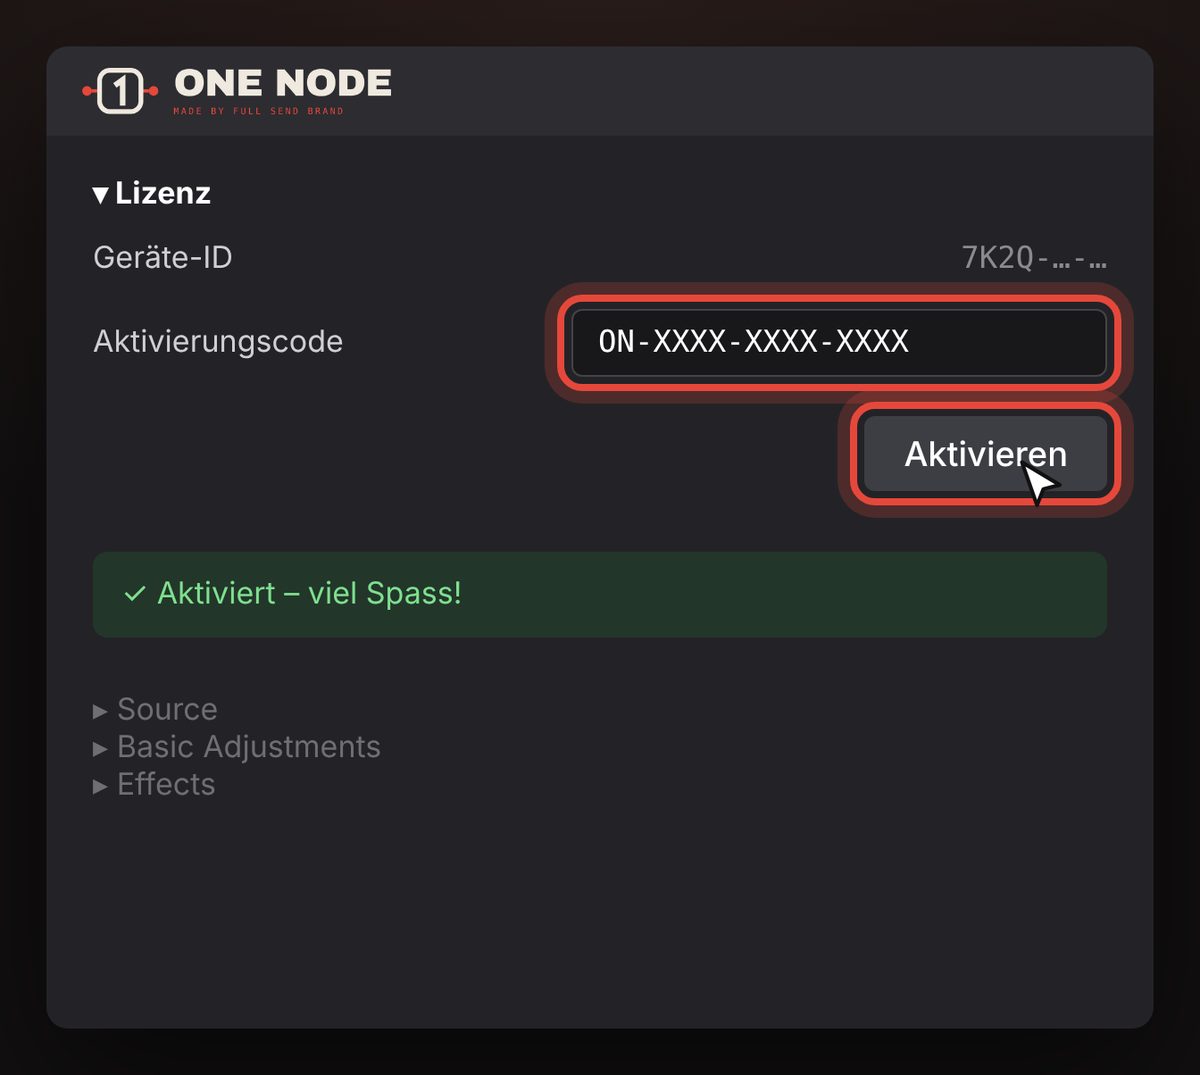 1 ONE NODE
MADE BY FULL SEND BRAND
▾ Lizenz
Geräte-ID 7K2Q-…-…
Aktivierungscode ON-XXXX-XXXX-XXXX
Aktivieren
✓ Aktiviert – viel Spass!
▸ Source
▸ Basic Adjustments
▸ Effects